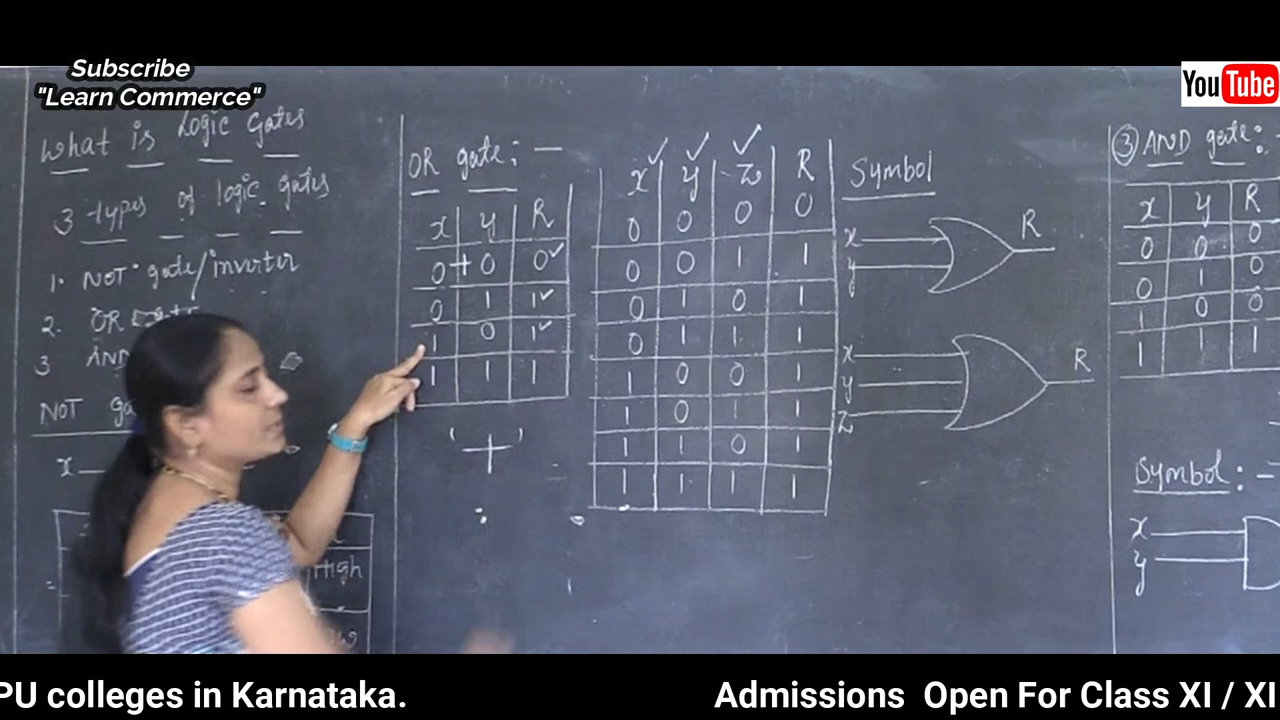 Subscribe
"Learn Commerce"
YouTube
What is Logic Gates
3 types of logic gates
1. NOT gate/inverter
2. OR gate
3 AND
NOT ga
x
High
OR gate: -
x y R
0 + 0 0
0 1 1
1 0 1
1 1 1
'+'
x y z R
0 0 0 0
0 0 1 1
0 1 0 1
0 1 1 1
1 0 0 1
1 0 1 1
1 1 0 1
1 1 1 1
Symbol
x
y
R
x
y
z
R
3 AND gate:
x y R
0 0 0
0 1 0
1 0 0
1 1 1
Symbol: -
x
y
PU colleges in Karnataka.
Admissions Open For Class XI / XI